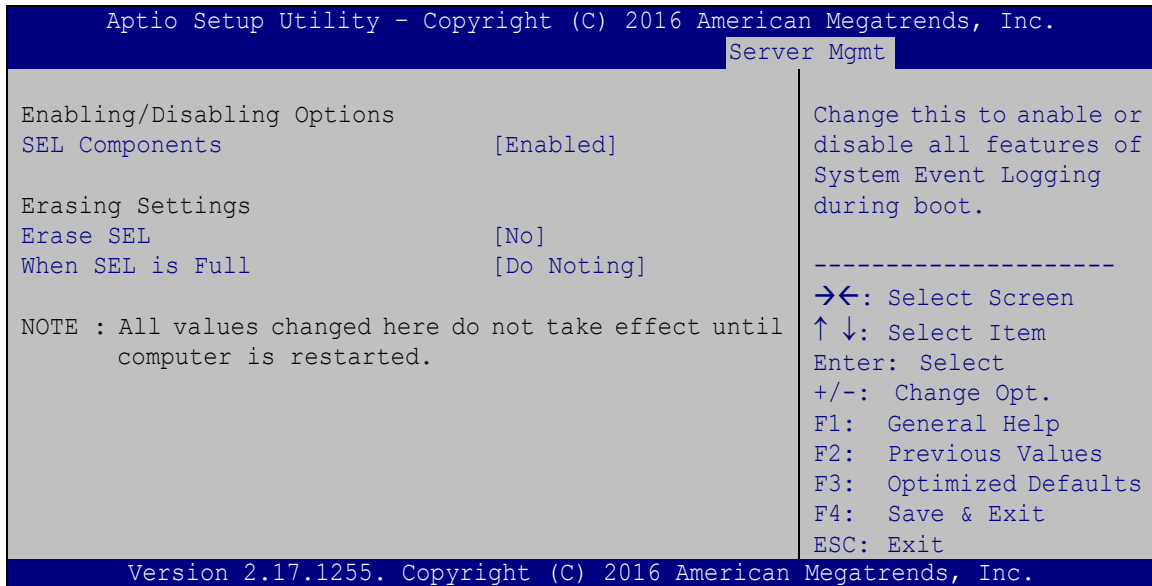 Aptio Setup Utility – Copyright (C) 2016 American Megatrends, Inc.
Server Mgmt
Enabling/Disabling Options
SEL Components [Enabled]
Erasing Settings
Erase SEL [No]
When SEL is Full [Do Noting]
NOTE : All values changed here do not take effect until
computer is restarted.
Change this to anable or
disable all features of
System Event Logging
during boot.
---------------------
→←: Select Screen
↑ ↓: Select Item
Enter: Select
+/-: Change Opt.
F1: General Help
F2: Previous Values
F3: Optimized Defaults
F4: Save & Exit
ESC: Exit
Version 2.17.1255. Copyright (C) 2016 American Megatrends, Inc.